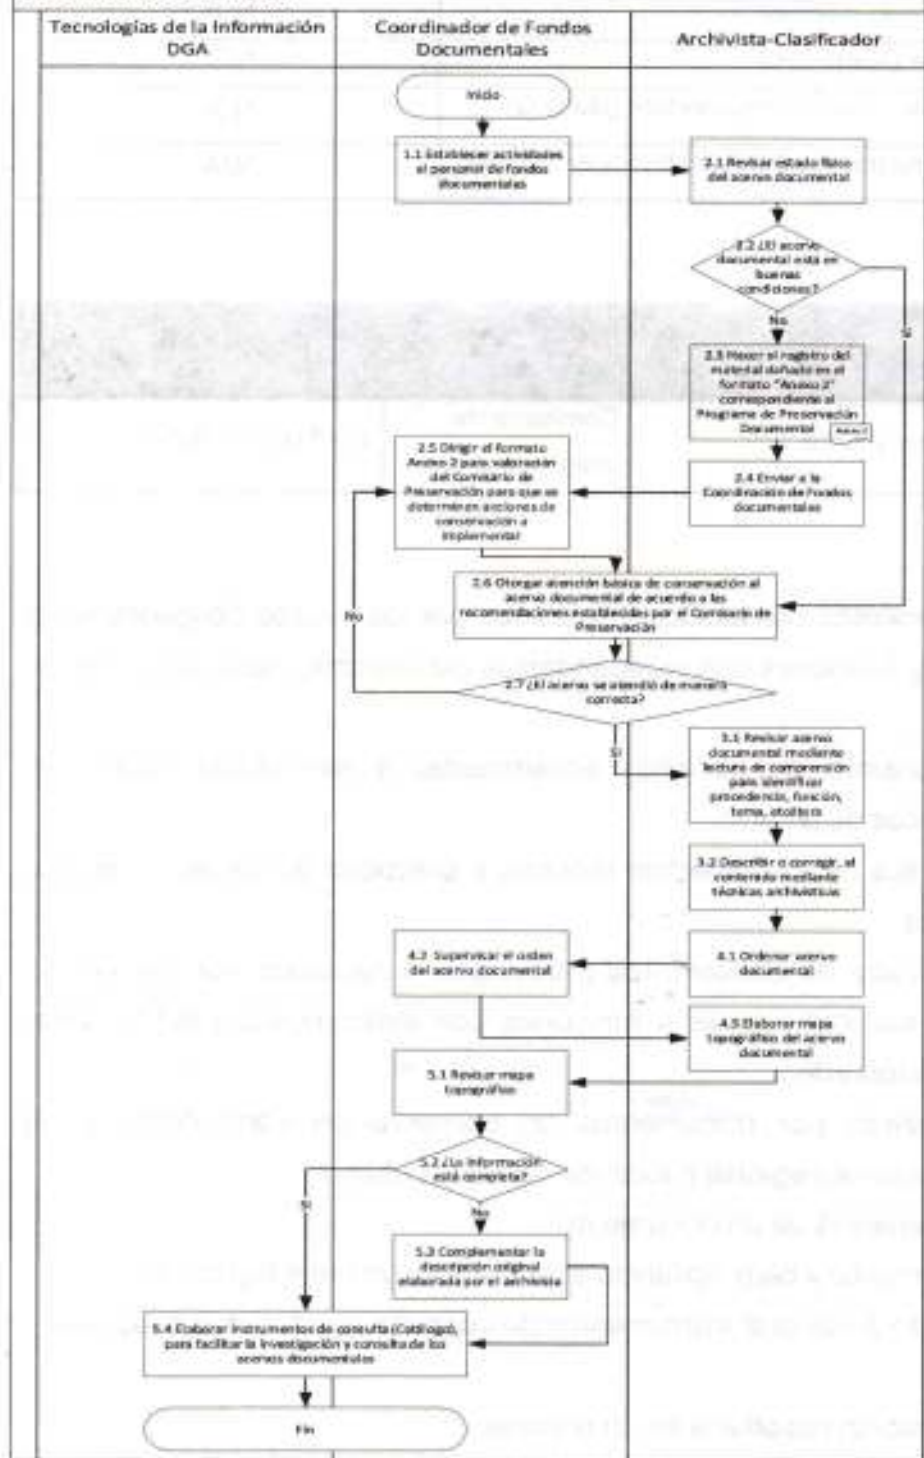 Tecnologías de la Información
DGA
Coordinador de Fondos
Documentales
Archivista-Clasificador
Inicio
1.1 Establecer actividades
al personal de fondos
documentales
2.1 Revisar estado físico
del acervo documental
2.2 ¿El acervo
documental está en
buenas
condiciones?
Si
No
2.3 Hacer el registro del
material dañado en el
formato "Anexo 2"
correspondiente al
Programa de Preservación
Documental
Anexo 2
2.4 Enviar a la
Coordinación de Fondos
documentales
2.5 Dirigir el formato
Anexo 2 para valoración
del Comisario de
Preservación para que se
determinen acciones de
conservación a
implementar
2.6 Otorgar atención básica de conservación al
acervo documental de acuerdo a las
recomendaciones establecidas por el Comisario de
Preservación
No
2.7 ¿El acervo se atendió de manera
correcta?
Si
3.1 Revisar acervo
documental mediante
lectura de comprensión
para identificar
procedencia, función,
tema, etcétera
3.2 Describir o corregir, el
contenido mediante
técnicas archivísticas
4.1 Ordenar acervo
documental
4.2 Supervisar el orden
del acervo documental
4.3 Elaborar mapa
topográfico del acervo
documental
5.1 Revisar mapa
topográfico
5.2 ¿La información
está completa?
Si
No
5.3 Complementar la
descripción original
elaborada por el archivista
5.4 Elaborar instrumentos de consulta (Catálogo),
para facilitar la investigación y consulta de los
acervos documentales
Fin